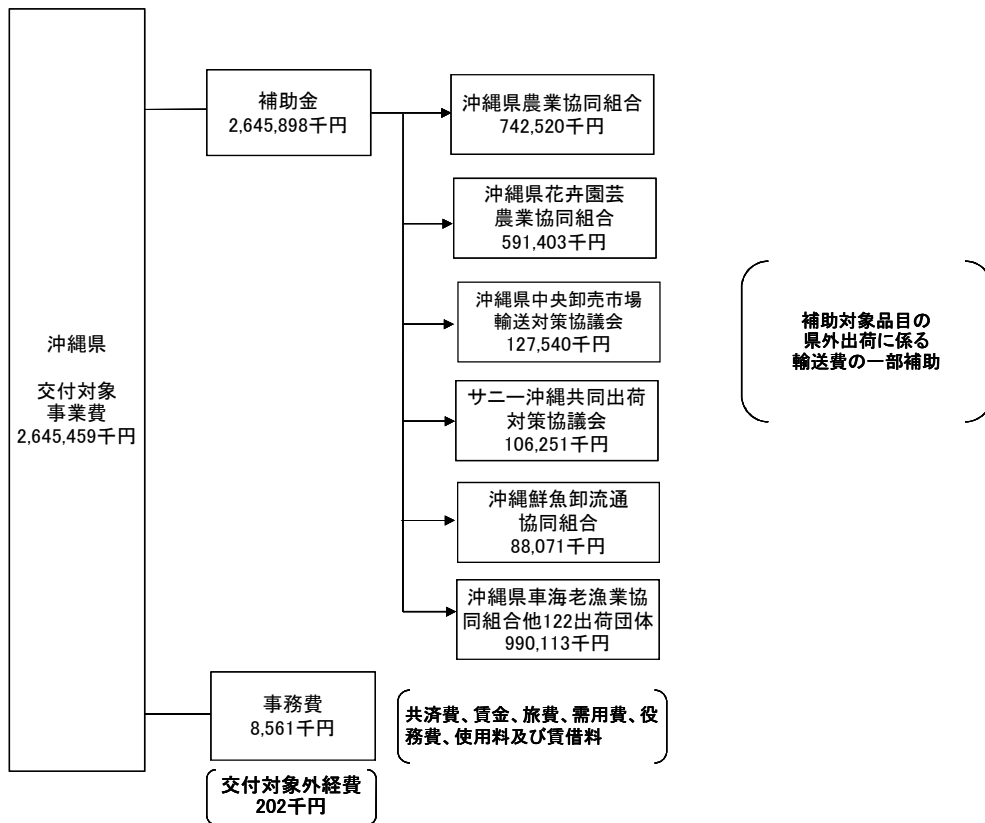 沖縄県
交付対象
事業費
2,645,459千円
補助金
2,645,898千円
沖縄県農業協同組合
742,520千円
沖縄県花卉園芸
農業協同組合
591,403千円
沖縄県中央卸売市場
輸送対策協議会
127,540千円
サニー沖縄共同出荷
対策協議会
106,251千円
沖縄鮮魚卸流通
協同組合
88,071千円
沖縄県車海老漁業協
同組合他122出荷団体
990,113千円
補助対象品目の
県外出荷に係る
輸送費の一部補助
事務費
8,561千円
共済費、賃金、旅費、需用費、役
務費、使用料及び賃借料
交付対象外経費
202千円